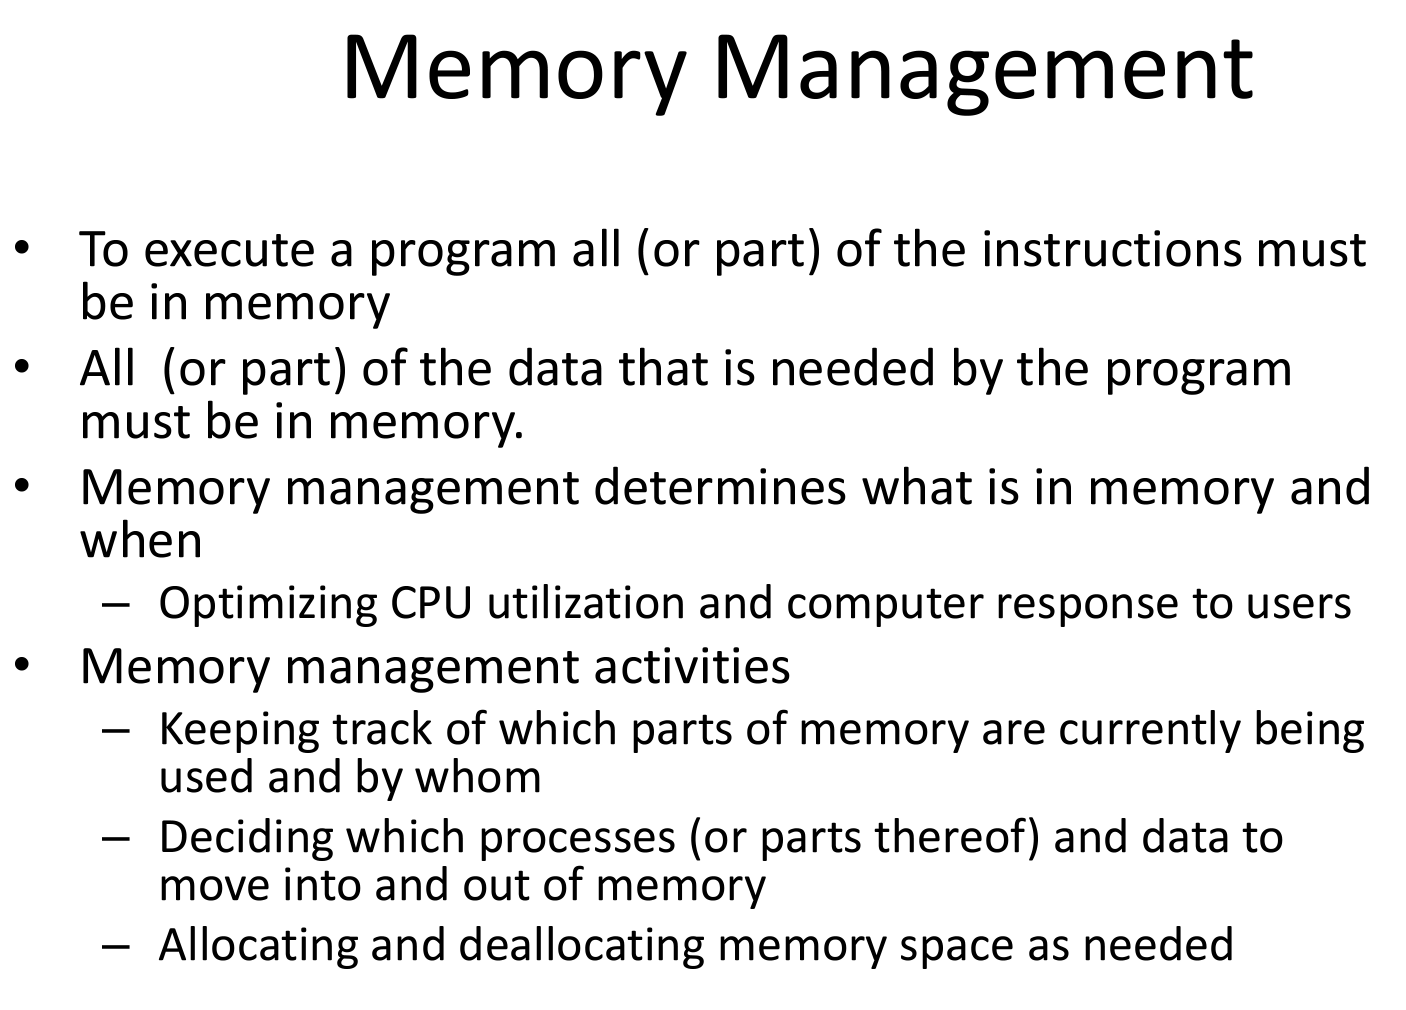 Memory Management
• To execute a program all (or part) of the instructions must
be in memory
• All  (or part) of the data that is needed by the program
must be in memory.
• Memory management determines what is in memory and
when
– Optimizing CPU utilization and computer response to users
• Memory management activities
– Keeping track of which parts of memory are currently being
used and by whom
– Deciding which processes (or parts thereof) and data to
move into and out of memory
– Allocating and deallocating memory space as needed